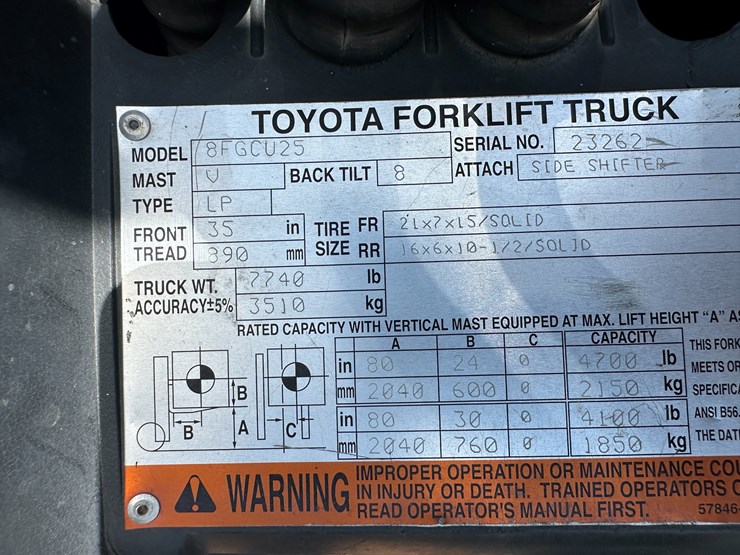 TOYOTA FORKLIFT TRUCK
MODEL 8FGCU25 SERIAL NO. 23262
MAST V BACK TILT 8 ATTACH SIDE SHIFTER
TYPE LP
FRONT TREAD 35 in TIRE SIZE FR 21x7x15/SOLID
890 mm RR 16x6x10-1/2/SOLID
TRUCK WT. 7740 lb
ACCURACY±5% 3510 kg
RATED CAPACITY WITH VERTICAL MAST EQUIPPED AT MAX. LIFT HEIGHT "A" AS
A B C CAPACITY THIS FORK
in 80 24 0 4700 lb MEETS OR
mm 2040 600 0 2150 kg SPECIFIC
in 80 30 0 4100 lb ANSI B56.
mm 2040 760 0 1850 kg THE DAT
B A B C
WARNING
IMPROPER OPERATION OR MAINTENANCE COU
IN INJURY OR DEATH. TRAINED OPERATORS O
READ OPERATOR'S MANUAL FIRST. 57846